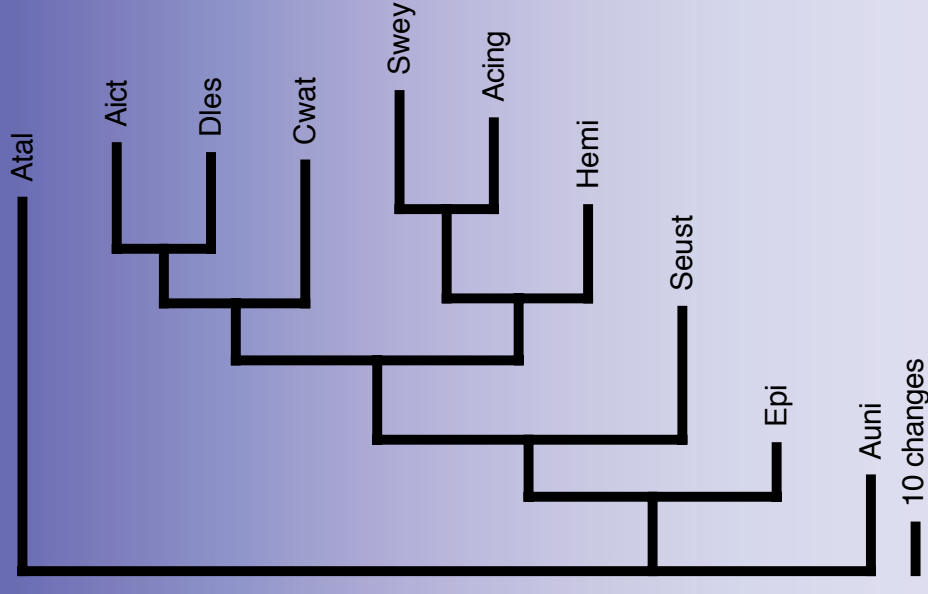 Atal
Aict
Dles
Cwat
Swey
Acing
Hemi
Seust
Epi
Auni
10 changes